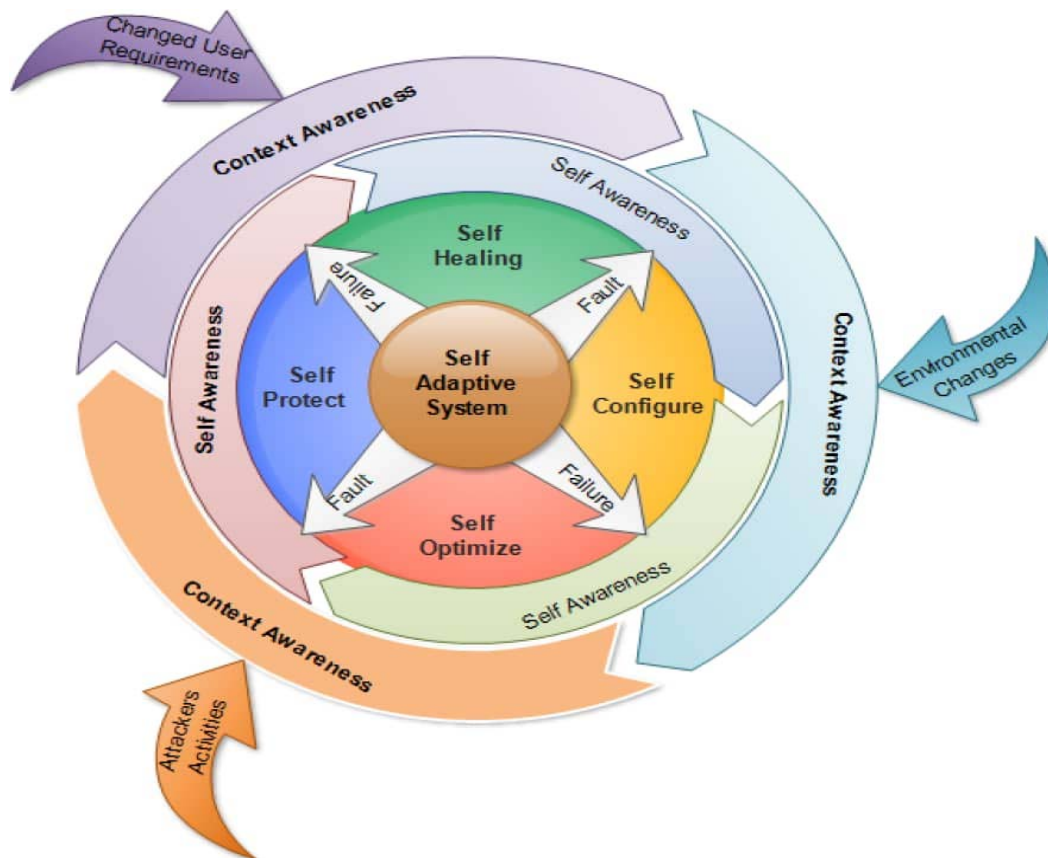 Changed User
Requirements
Context Awareness
Self Awareness
Self
Healing
Failure
Fault
Self Awareness
Self
Protect
Self
Adaptive
System
Self
Configure
Context Awareness
Environmental
Changes
Fault
Failure
Self
Optimize
Self Awareness
Context Awareness
Attackers
Activities